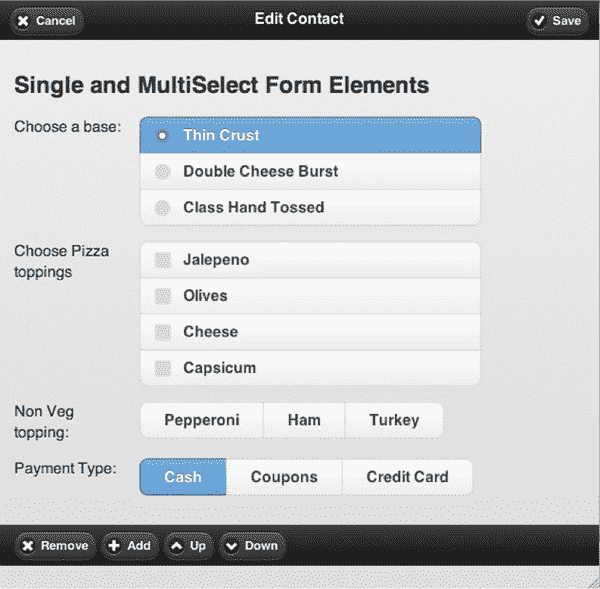 Cancel
Edit Contact
Save
Single and MultiSelect Form Elements
Choose a base:
Thin Crust
Double Cheese Burst
Class Hand Tossed
Choose Pizza
toppings
Jalepeno
Olives
Cheese
Capsicum
Non Veg
topping:
Pepperoni Ham Turkey
Payment Type:
Cash Coupons Credit Card
Remove Add Up Down